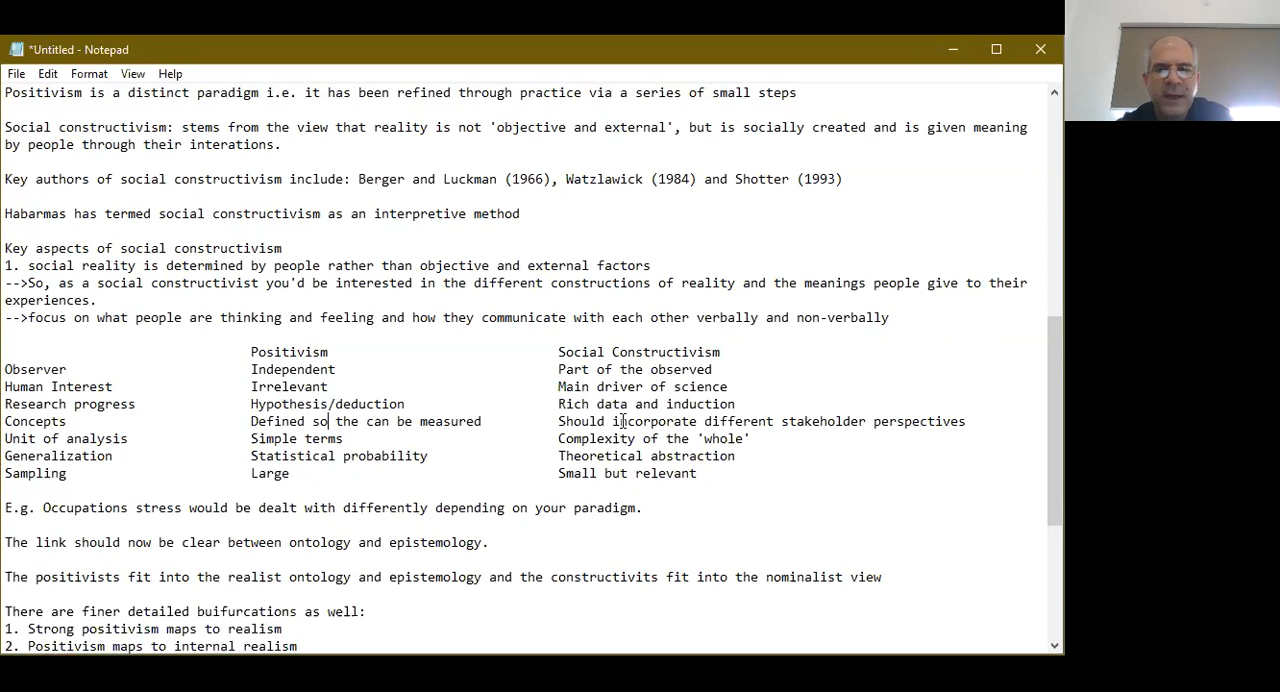 *Untitled - Notepad
File Edit Format View Help
Positivism is a distinct paradigm i.e. it has been refined through practice via a series of small steps
Social constructivism: stems from the view that reality is not 'objective and external', but is socially created and is given meaning
by people through their interations.
Key authors of social constructivism include: Berger and Luckman (1966), Watzlawick (1984) and Shotter (1993)
Habarmas has termed social constructivism as an interpretive method
Key aspects of social constructivism
1. social reality is determined by people rather than objective and external factors
-->So, as a social constructivist you'd be interested in the different constructions of reality and the meanings people give to their
experiences.
-->focus on what people are thinking and feeling and how they communicate with each other verbally and non-verbally
Positivism Social Constructivism
Observer Independent Part of the observed
Human Interest Irrelevant Main driver of science
Research progress Hypothesis/deduction Rich data and induction
Concepts Defined so the can be measured Should incorporate different stakeholder perspectives
Unit of analysis Simple terms Complexity of the 'whole'
Generalization Statistical probability Theoretical abstraction
Sampling Large Small but relevant
E.g. Occupations stress would be dealt with differently depending on your paradigm.
The link should now be clear between ontology and epistemology.
The positivists fit into the realist ontology and epistemology and the constructivits fit into the nominalist view
There are finer detailed buifurcations as well:
1. Strong positivism maps to realism
2. Positivism maps to internal realism